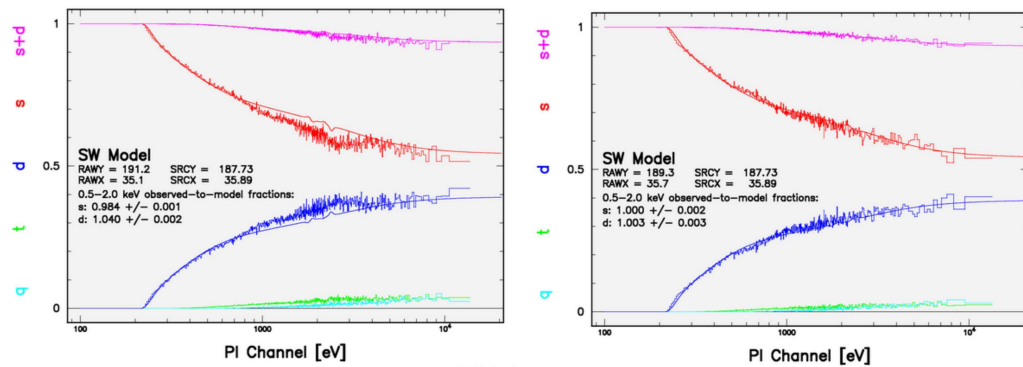 s+d
s
d
t
q
1
0.5
0
SW Model
RAWY = 191.2 SRCY = 187.73
RAWX = 35.1 SRCX = 35.89
0.5-2.0 keV observed-to-model fractions:
s: 0.984 +/- 0.001
d: 1.040 +/- 0.002
100 1000 10⁴
PI Channel [eV]
s+d
s
d
t
q
1
0.5
0
SW Model
RAWY = 189.3 SRCY = 187.73
RAWX = 35.7 SRCX = 35.89
0.5-2.0 keV observed-to-model fractions:
s: 1.000 +/- 0.002
d: 1.003 +/- 0.003
100 1000 10⁴
PI Channel [eV]